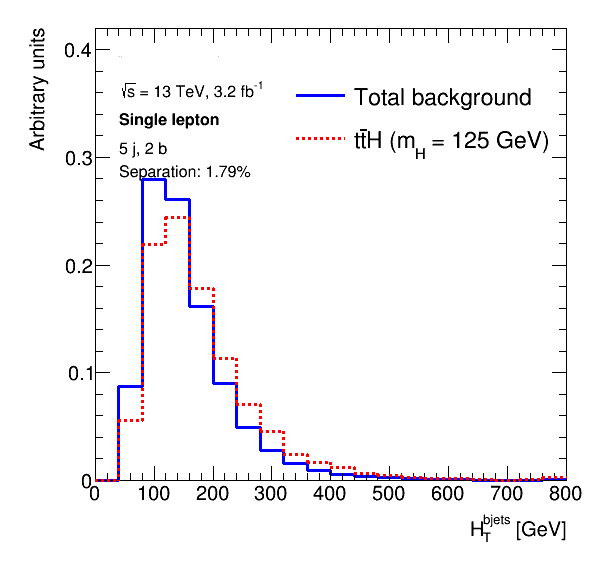 Arbitrary units
0.4
0.3
0.2
0.1
0
√s = 13 TeV, 3.2 fb⁻¹
Single lepton
5 j, 2 b
Separation: 1.79%
Total background
tt̄H (m_H = 125 GeV)
0 100 200 300 400 500 600 700 800
H_T^bjets [GeV]